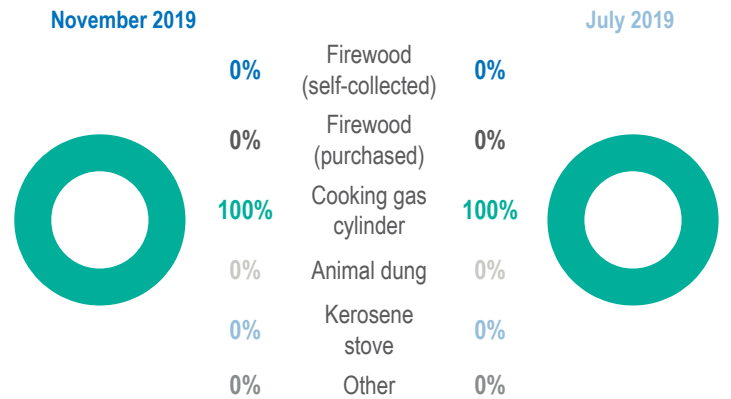 November 2019 July 2019
0% Firewood (self-collected) 0%
0% Firewood (purchased) 0%
100% Cooking gas cylinder 100%
0% Animal dung 0%
0% Kerosene stove 0%
0% Other 0%